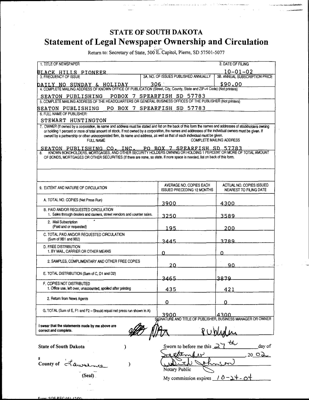 STATE OF SOUTH DAKOTA
Statement of Legal Newspaper Ownership and Circulation
Return to: Secretary of State, 500 E. Capitol, Pierre, SD 57501-5077
1. TITLE OF NEWSPAPER
2. DATE OF FILING
BLACK HILLS PIONEER
10-01-02
3. FREQUENCY OF ISSUE
3A. NO. OF ISSUES PUBLISHED ANNUALLY
3B. ANNUAL SUBSCRIPTION PRICE
DAILY NO SUNDAY & HOLIDAY
306
$90.00
4. COMPLETE MAILING ADDRESS OF KNOWN OFFICE OF PUBLICATION (Street, City, County, State and ZIP+4 Code) (Not printers)
SEATON PUBLISHING POBOX 7 SPEARFISH SD 57783
5. COMPLETE MAILING ADDRESS OF THE HEADQUARTERS OR GENERAL BUSINESS OFFICE OF THE PUBLISHER (Not printers)
SEATON PUBLISHING PO BOX 7 SPEARFISH SD 57783
6. FULL NAME OF PUBLISHER
STEWART HUNTINGTON
7. OWNER (If owned by a corporation, its name and address must be stated and list on the back of this form the names and addresses of stockholders owning
or holding 1 percent or more of total amount of stock. If not owned by a corporation, the names and addresses of the individual owners must be given. If
owned by a partnership or other unincorporated firm, its name and address, as well as that of each individual must be given.
FULL NAME
COMPLETE MAILING ADDRESS
SEATON PUBLISHING CO. INC. PO BOX 7 SPEARFISH SD 57783
8. KNOWN BONDHOLDERS, MORTGAGES, AND OTHER SECURITY HOLDERS OWNING OR HOLDING 1 PERCENT OR MORE OF TOTAL AMOUNT
OF BONDS, MORTGAGES OR OTHER SECURITIES (If there are none, so state. If more space is needed, list on back of this form.
9. EXTENT AND NATURE OF CIRCULATION
AVERAGE NO. COPIES EACH
ISSUED PRECEDING 12 MONTHS
ACTUAL NO. COPIES ISSUED
NEAREST TO FILING DATE
A. TOTAL NO. COPIES (Net Press Run)
3900
4300
B. PAID AND/OR REQUESTED CIRCULATION
1. Sales through dealers and carriers, street vendors and counter sales.
3250
3589
2. Mail Subscription
(Paid and or requested)
195
200
C. TOTAL PAID AND/OR REQUESTED CIRCULATION
(Sum of 9B1 and 9B2)
3445
3789
D. FREE DISTRIBUTION
1. BY MAIL, CARRIER OR OTHER MEANS
0
0
2. SAMPLES, COMPLIMENTARY AND OTHER FREE COPIES
20
90
E. TOTAL DISTRIBUTION (Sum of C, D1 and D2)
3465
3879
F. COPIES NOT DISTRIBUTED
1. Office use, left over, unaccounted, spoiled after printing
435
421
2. Return from News Agents
0
0
G. TOTAL (Sum of E, F1 and F2 - Should equal net press run shown in A)
3900
4300
SIGNATURE AND TITLE OF PUBLISHER, BUSINESS MANAGER OR OWNER
I swear that the statements made by me above are
correct and complete.
Publisher
State of South Dakota )
Sworn to before me this 27th day of
September 2002
County of Lawrence )
Notary Public
(Seal)
My commission expires 10-24-04